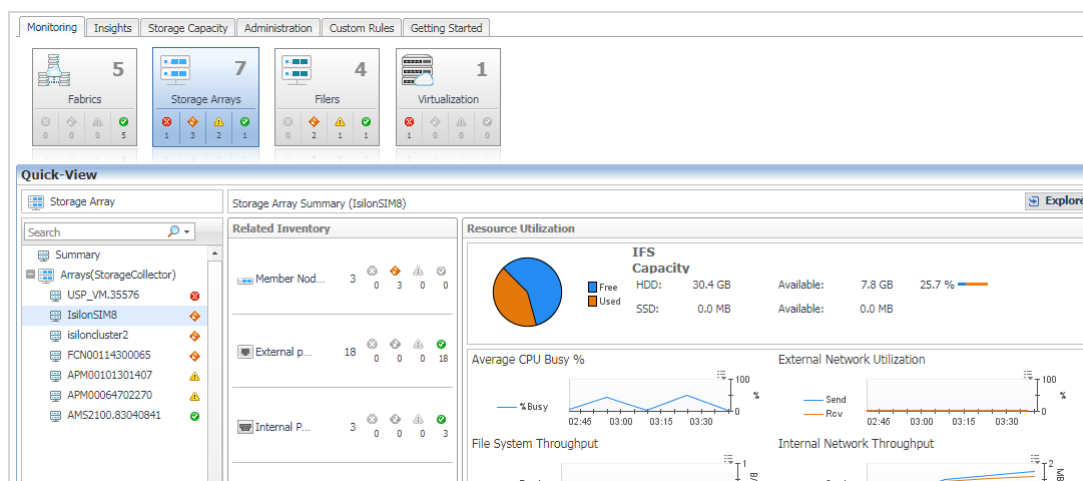 Monitoring Insights Storage Capacity Administration Custom Rules Getting Started
5 7 4 1
Fabrics Storage Arrays Filers Virtualization
0 0 0 5 1 3 2 1 0 2 1 1 1 0 0 0
Quick-View
Storage Array Storage Array Summary (IsilonSIM8) Explore
Search
Summary
Arrays(StorageCollector)
USP_VM.35576
IsilonSIM8
isiloncluster2
FCN00114300065
APM00101301407
APM00064702270
AMS2100.83040841
Related Inventory
Member Nod... 3 0 3 0 0
External p... 18 0 0 0 18
Internal P... 3 0 0 0 3
Resource Utilization
Free
Used
IFS
Capacity
HDD: 30.4 GB Available: 7.8 GB 25.7 %
SSD: 0.0 MB Available: 0.0 MB
Average CPU Busy %
%Busy
100
0
%
02:45 03:00 03:15 03:30
External Network Utilization
Send
Rcv
100
0
%
02:45 03:00 03:15 03:30
File System Throughput
1
Internal Network Throughput
2